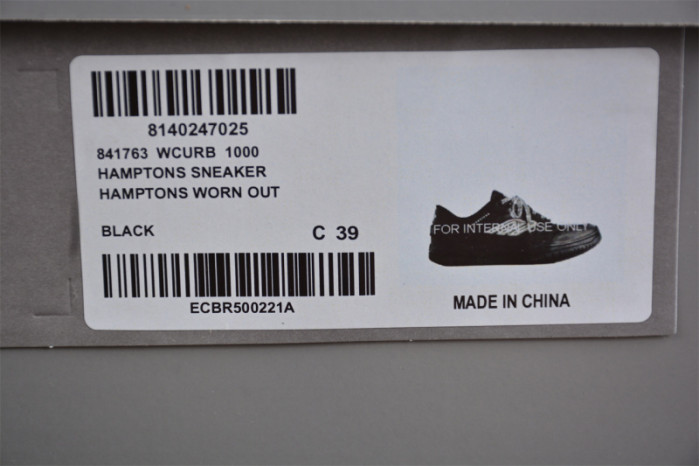 8140247025
841763 WCURB 1000
HAMPTONS SNEAKER
HAMPTONS WORN OUT
BLACK
C 39
ECBR500221A
FOR INTERNAL USE ONLY
MADE IN CHINA